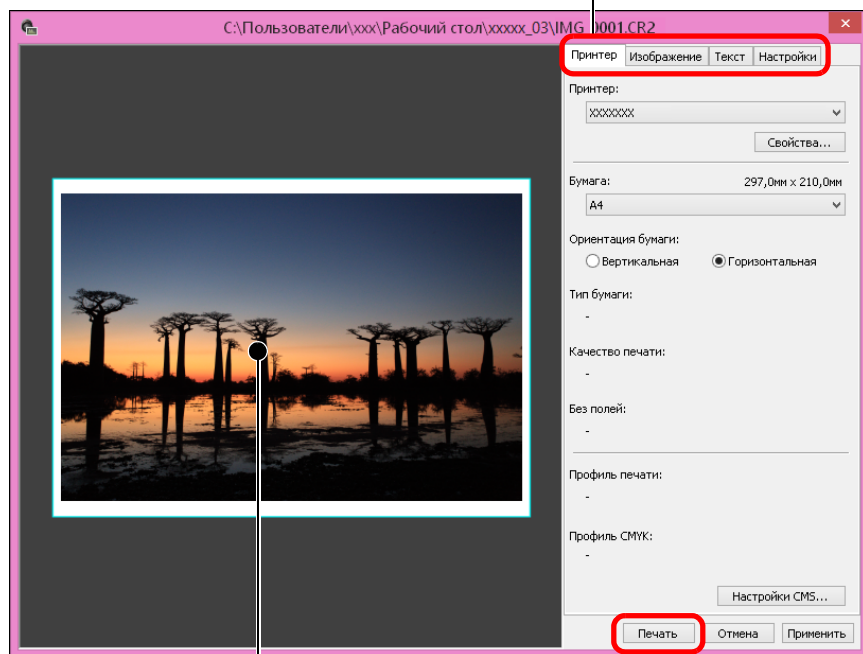 C:\Пользователи\xxx\Рабочий стол\xxxxx_03\IMG_0001.CR2
Принтер Изображение Текст Настройки
Принтер:
XXXXXXX
Свойства...
Бумага: 297,0мм x 210,0мм
A4
Ориентация бумаги:
Вертикальная Горизонтальная
Тип бумаги:
-
Качество печати:
-
Без полей:
-
Профиль печати:
-
Профиль CMYK:
-
Настройки CMS...
Печать Отмена Применить